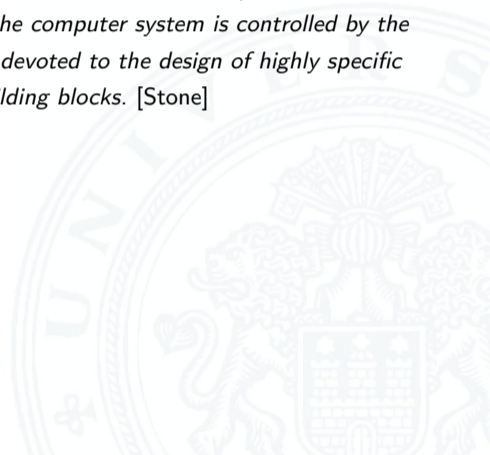 he computer system is controlled by the
devoted to the design of highly specific
lding blocks. [Stone]
U N I V E R S